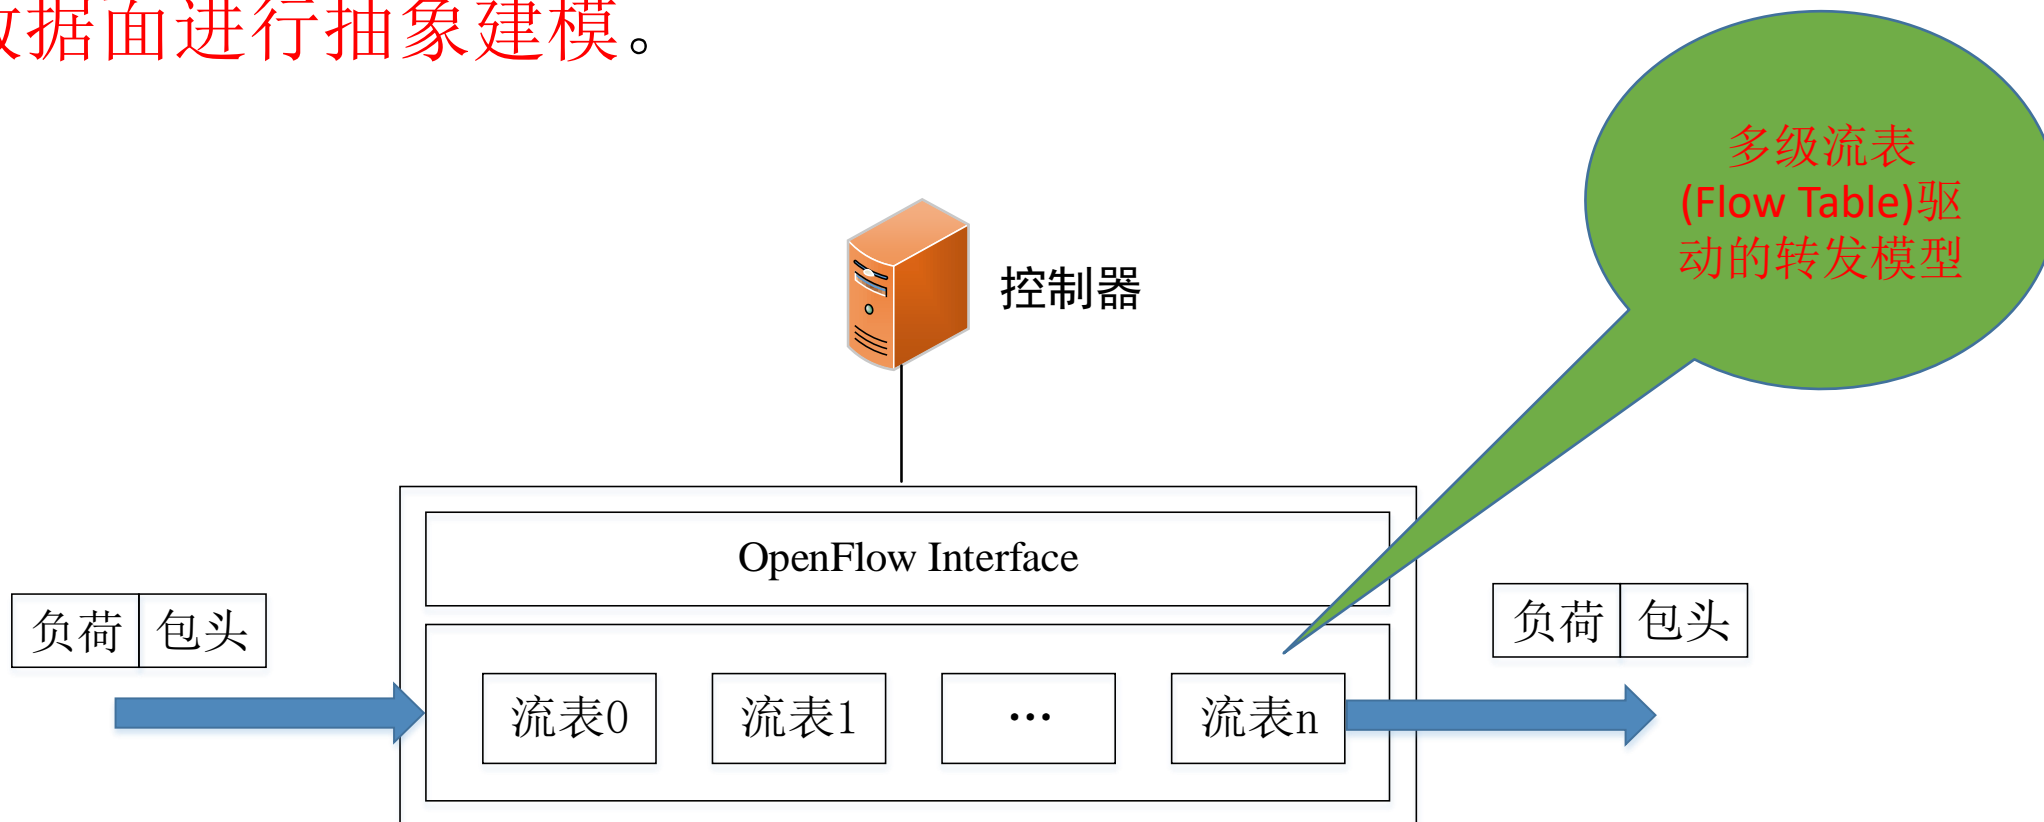 数据面进行抽象建模。
多级流表
(Flow Table)驱
动的转发模型
控制器
OpenFlow Interface
负荷 包头
负荷 包头
流表0 流表1 … 流表n